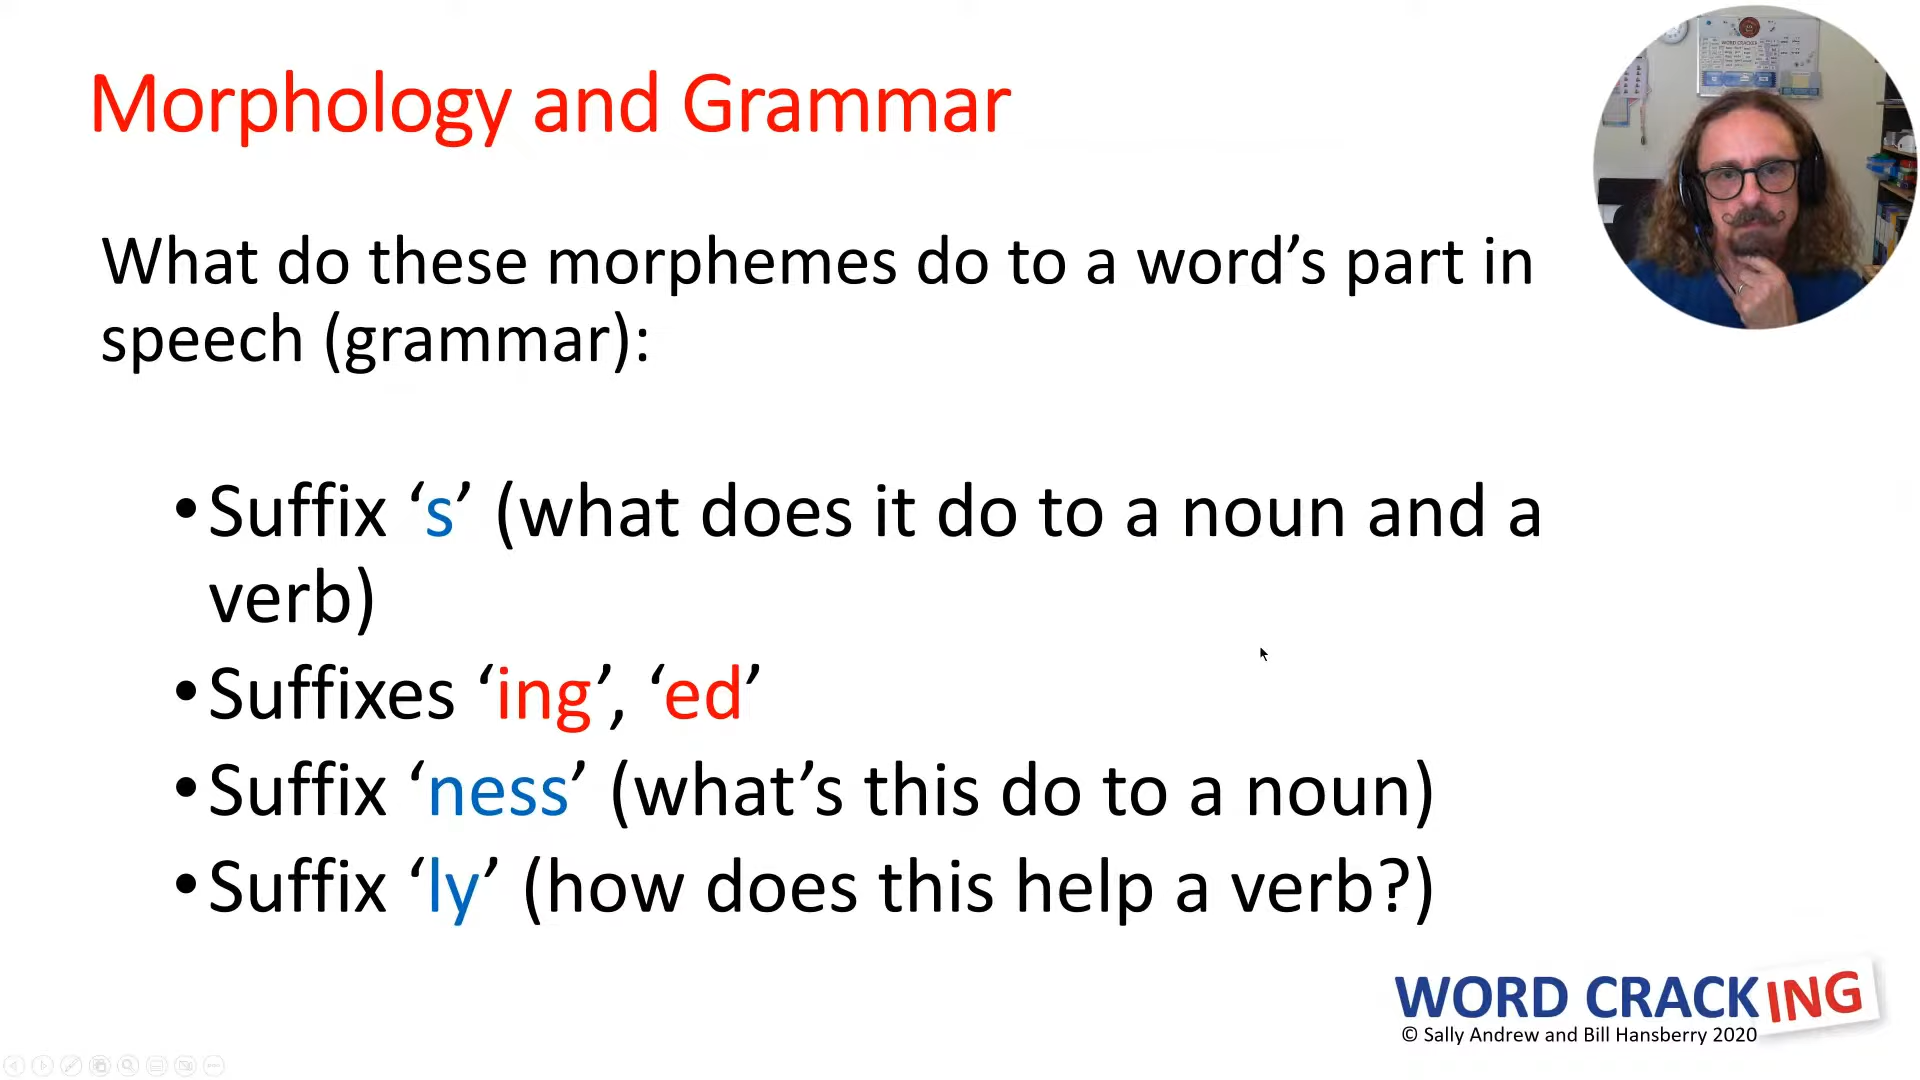 Morphology and Grammar
What do these morphemes do to a word’s part in
speech (grammar):
•Suffix ‘s’ (what does it do to a noun and a
verb)
•Suffixes ‘ing’, ‘ed’
•Suffix ‘ness’ (what’s this do to a noun)
•Suffix ‘ly’ (how does this help a verb?)
WORD CRACKING
© Sally Andrew and Bill Hansberry 2020